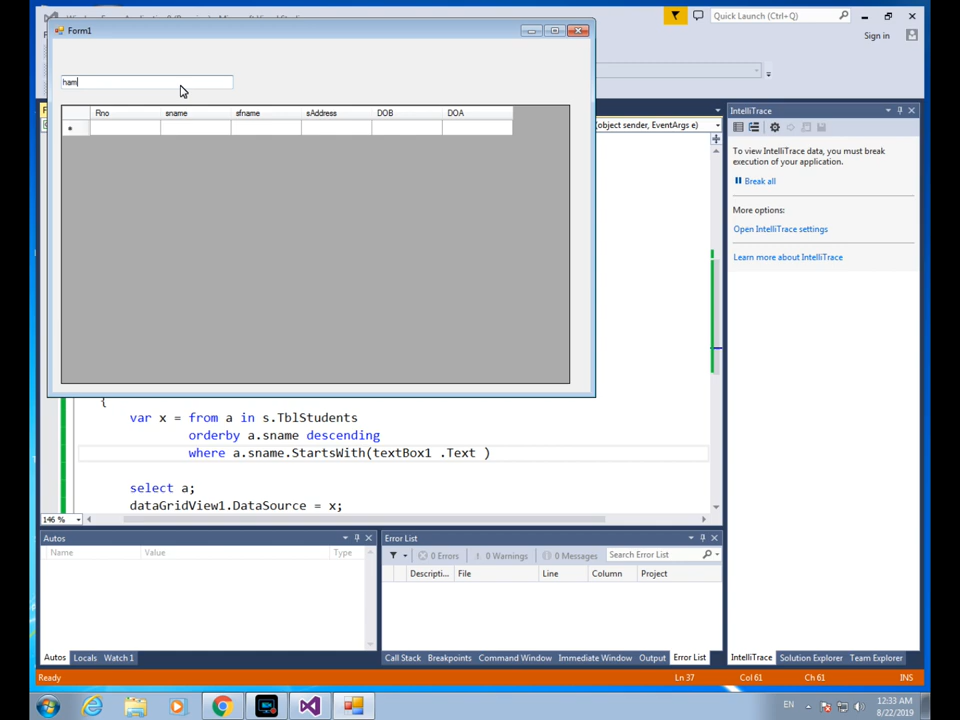 Quick Launch (Ctrl+Q)
Form1
Sign in
ham
IntelliTrace
Rno sname sfname sAddress DOB DOA
(object sender, EventArgs e)
To view IntelliTrace data, you must break
execution of your application.
Break all
More options:
Open IntelliTrace settings
Learn more about IntelliTrace
{
var x = from a in s.TblStudents
orderby a.sname descending
where a.sname.StartsWith(textBox1 .Text )
select a;
dataGridView1.DataSource = x;
146 %
Autos
Error List
Name Value Type
0 Errors 0 Warnings 0 Messages Search Error List
Descripti... File Line Column Project
Autos Locals Watch 1
Call Stack Breakpoints Command Window Immediate Window Output Error List
IntelliTrace Solution Explorer Team Explorer
Ready Ln 37 Col 61 Ch 61 INS
EN
12:33 AM
8/22/2019